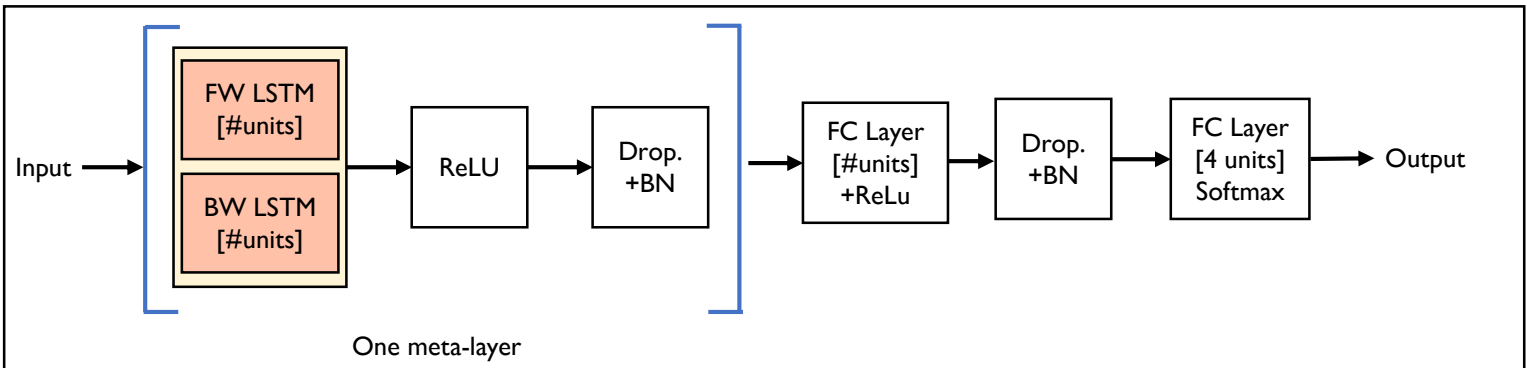 Input
FW LSTM
[#units]
BW LSTM
[#units]
ReLU
Drop.
+BN
FC Layer
[#units]
+ReLu
Drop.
+BN
FC Layer
[4 units]
Softmax
Output
One meta-layer